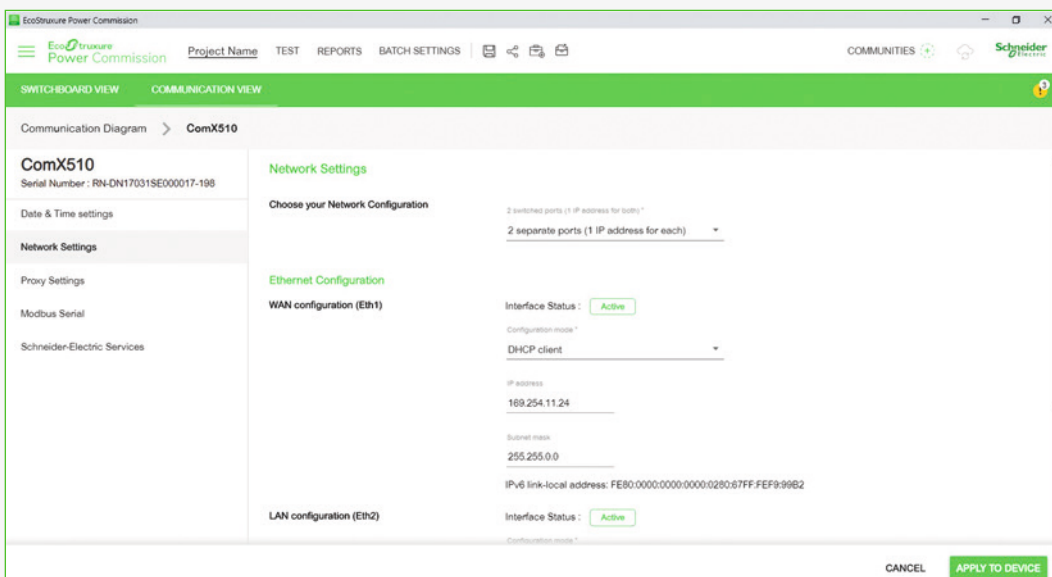 EcoStruxure Power Commission
EcoStruxure
Power Commission
Project Name TEST REPORTS BATCH SETTINGS COMMUNITIES Schneider Electric
SWITCHBOARD VIEW COMMUNICATION VIEW 3
Communication Diagram > ComX510
ComX510
Serial Number : RN-DN17031SE000017-198
Date & Time settings
Network Settings
Proxy Settings
Modbus Serial
Schneider-Electric Services
Network Settings
Choose your Network Configuration
2 switched ports (1 IP address for both) *
2 separate ports (1 IP address for each)
Ethernet Configuration
WAN configuration (Eth1)
Interface Status : Active
Configuration mode *
DHCP client
IP address
169.254.11.24
Subnet mask
255.255.0.0
IPv6 link-local address: FE80:0000:0000:0000:0280:67FF:FEF9:99B2
LAN configuration (Eth2)
Interface Status : Active
Configuration mode *
CANCEL APPLY TO DEVICE